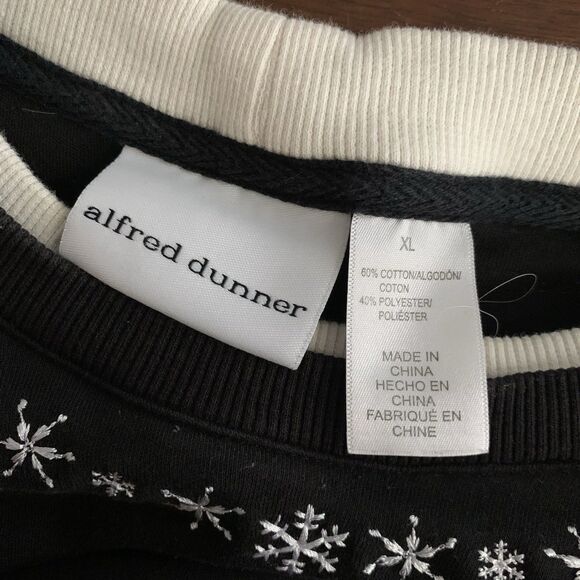 alfred dunner
XL
60% COTTON/ALGODÓN/
COTON
40% POLYESTER/
POLIÉSTER
MADE IN
CHINA
HECHO EN
CHINA
FABRIQUÉ EN
CHINE